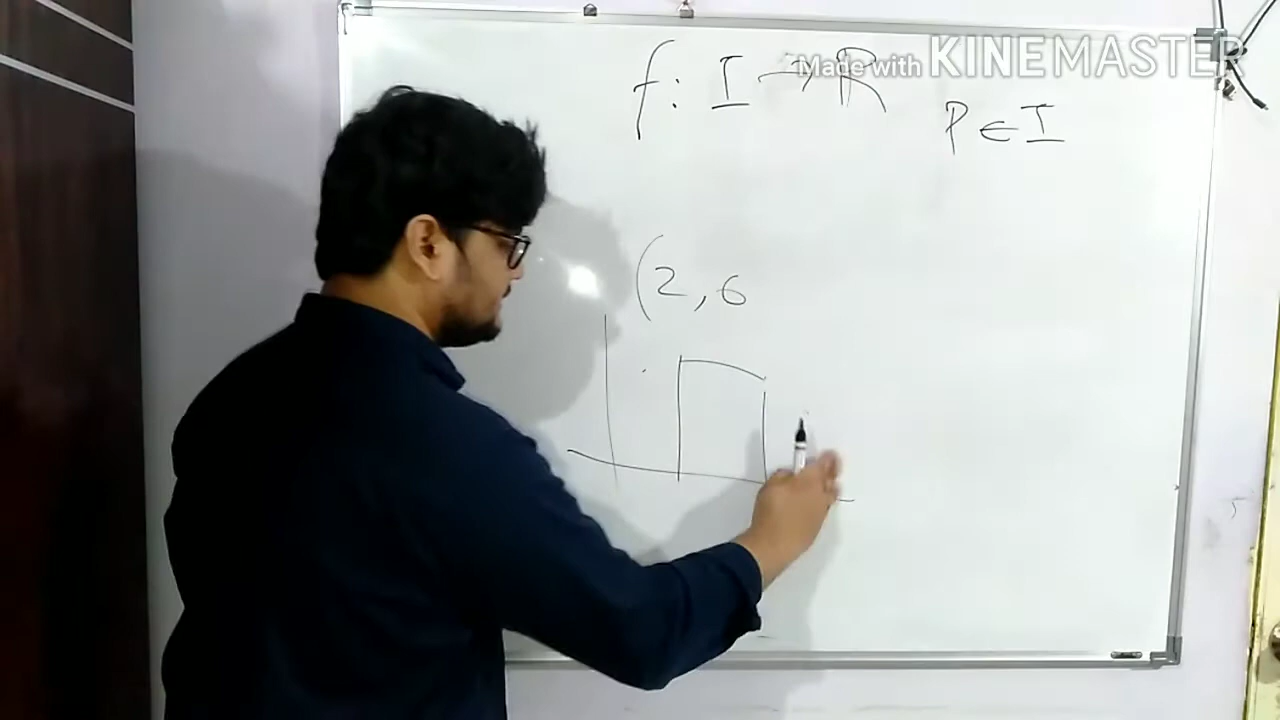 f: I → R
Made with KINEMASTER
P ∈ I
(2, 6